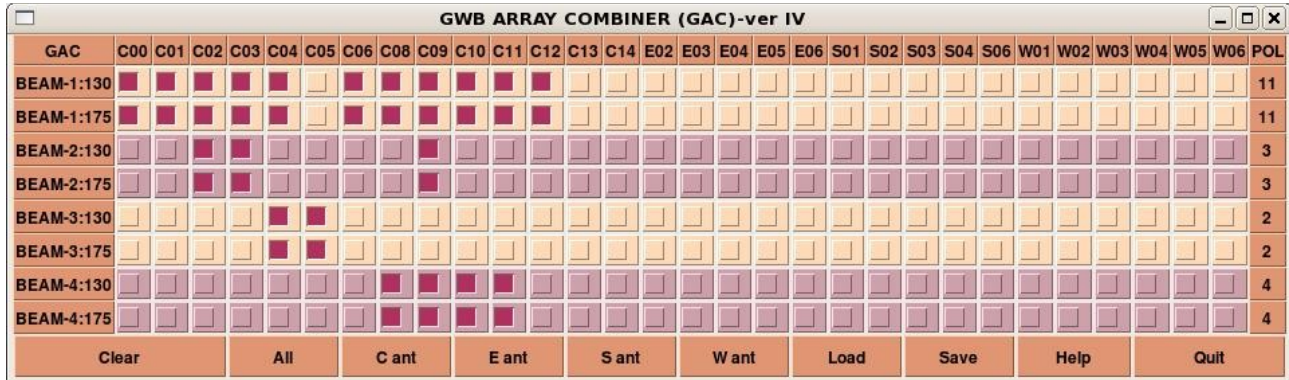 GWB ARRAY COMBINER (GAC)-ver IV
GAC C00 C01 C02 C03 C04 C05 C06 C08 C09 C10 C11 C12 C13 C14 E02 E03 E04 E05 E06 S01 S02 S03 S04 S06 W01 W02 W03 W04 W05 W06 POL
BEAM-1:130 11
BEAM-1:175 11
BEAM-2:130 3
BEAM-2:175 3
BEAM-3:130 2
BEAM-3:175 2
BEAM-4:130 4
BEAM-4:175 4
Clear All C ant E ant S ant W ant Load Save Help Quit